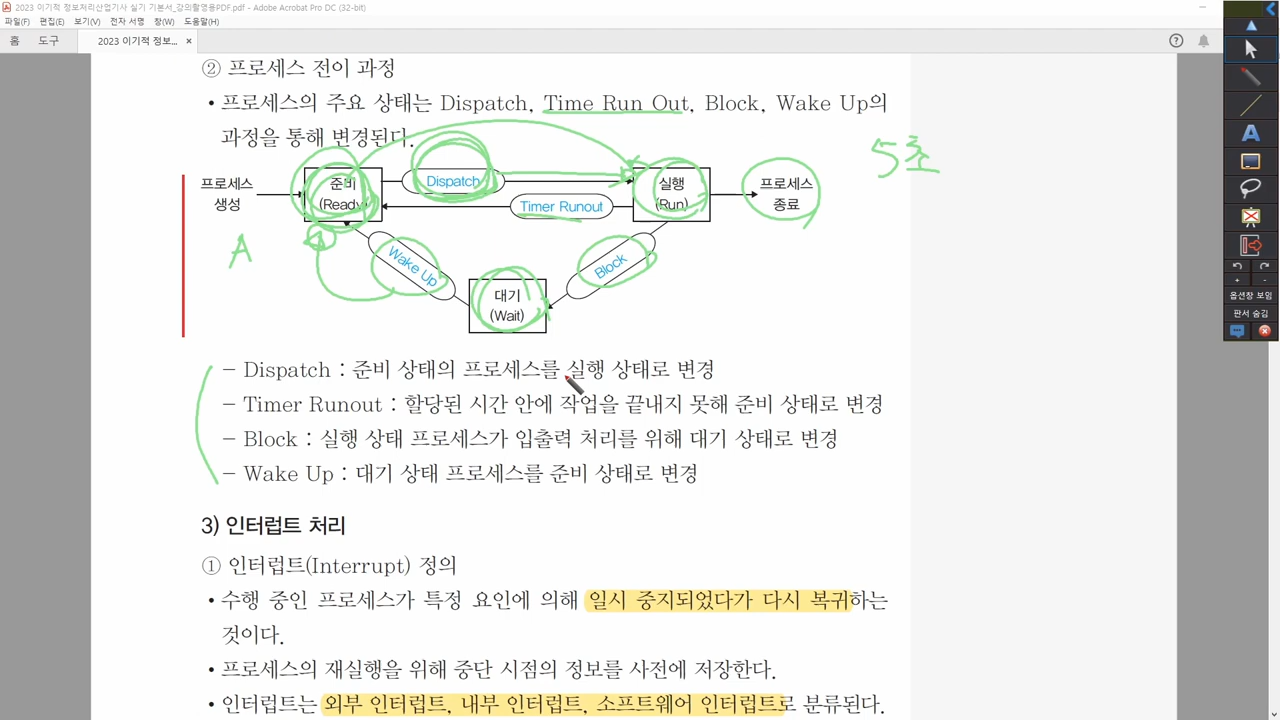 2023 이기적 정보처리산업기사 실기 기본서_강의촬영용PDF.pdf - Adobe Acrobat Pro DC (32-bit)
파일(F) 편집(E) 보기(V) 전자 서명 창(W) 도움말(H)
홈 도구 2023 이기적 정보... ×
② 프로세스 전이 과정
• 프로세스의 주요 상태는 Dispatch, Time Run Out, Block, Wake Up의
과정을 통해 변경된다.
5초
프로세스 생성
준비 (Ready)
Dispatch
Timer Runout
실행 (Run)
프로세스 종료
A
Wake Up
Block
대기 (Wait)
– Dispatch : 준비 상태의 프로세스를 실행 상태로 변경
– Timer Runout : 할당된 시간 안에 작업을 끝내지 못해 준비 상태로 변경
– Block : 실행 상태 프로세스가 입출력 처리를 위해 대기 상태로 변경
– Wake Up : 대기 상태 프로세스를 준비 상태로 변경
3) 인터럽트 처리
① 인터럽트(Interrupt) 정의
• 수행 중인 프로세스가 특정 요인에 의해 일시 중지되었다가 다시 복귀하는
것이다.
• 프로세스의 재실행을 위해 중단 시점의 정보를 사전에 저장한다.
• 인터럽트는 외부 인터럽트, 내부 인터럽트, 소프트웨어 인터럽트로 분류된다.
A
옵션창 보임
판서 숨김